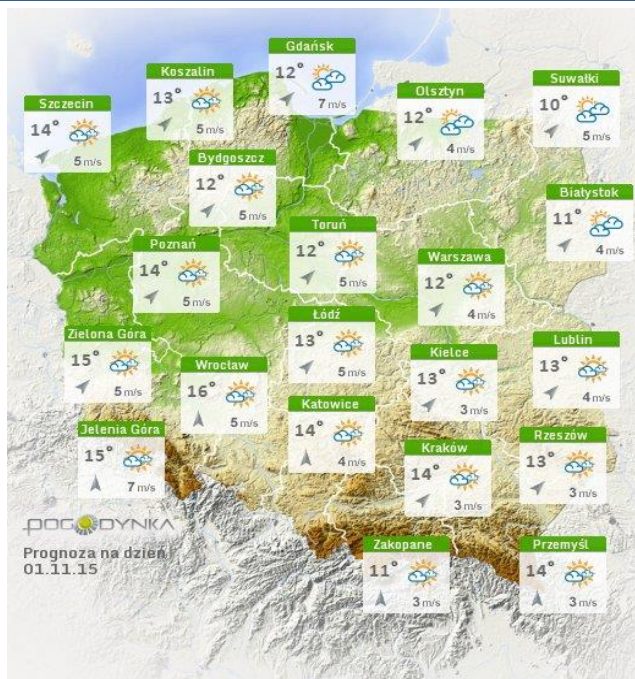 Gdańsk
12°
7 m/s
Koszalin
13°
5 m/s
Suwałki
10°
5 m/s
Olsztyn
12°
4 m/s
Szczecin
14°
5 m/s
Bydgoszcz
12°
5 m/s
Białystok
11°
4 m/s
Toruń
12°
5 m/s
Poznań
14°
5 m/s
Warszawa
12°
4 m/s
Łódź
13°
5 m/s
Zielona Góra
15°
5 m/s
Lublin
13°
4 m/s
Kielce
13°
3 m/s
Wrocław
16°
5 m/s
Katowice
14°
4 m/s
Jelenia Góra
15°
7 m/s
Rzeszów
13°
3 m/s
Kraków
14°
3 m/s
POGODYNKA
Prognoza na dzień
01.11.15
Zakopane
11°
3 m/s
Przemyśl
14°
3 m/s